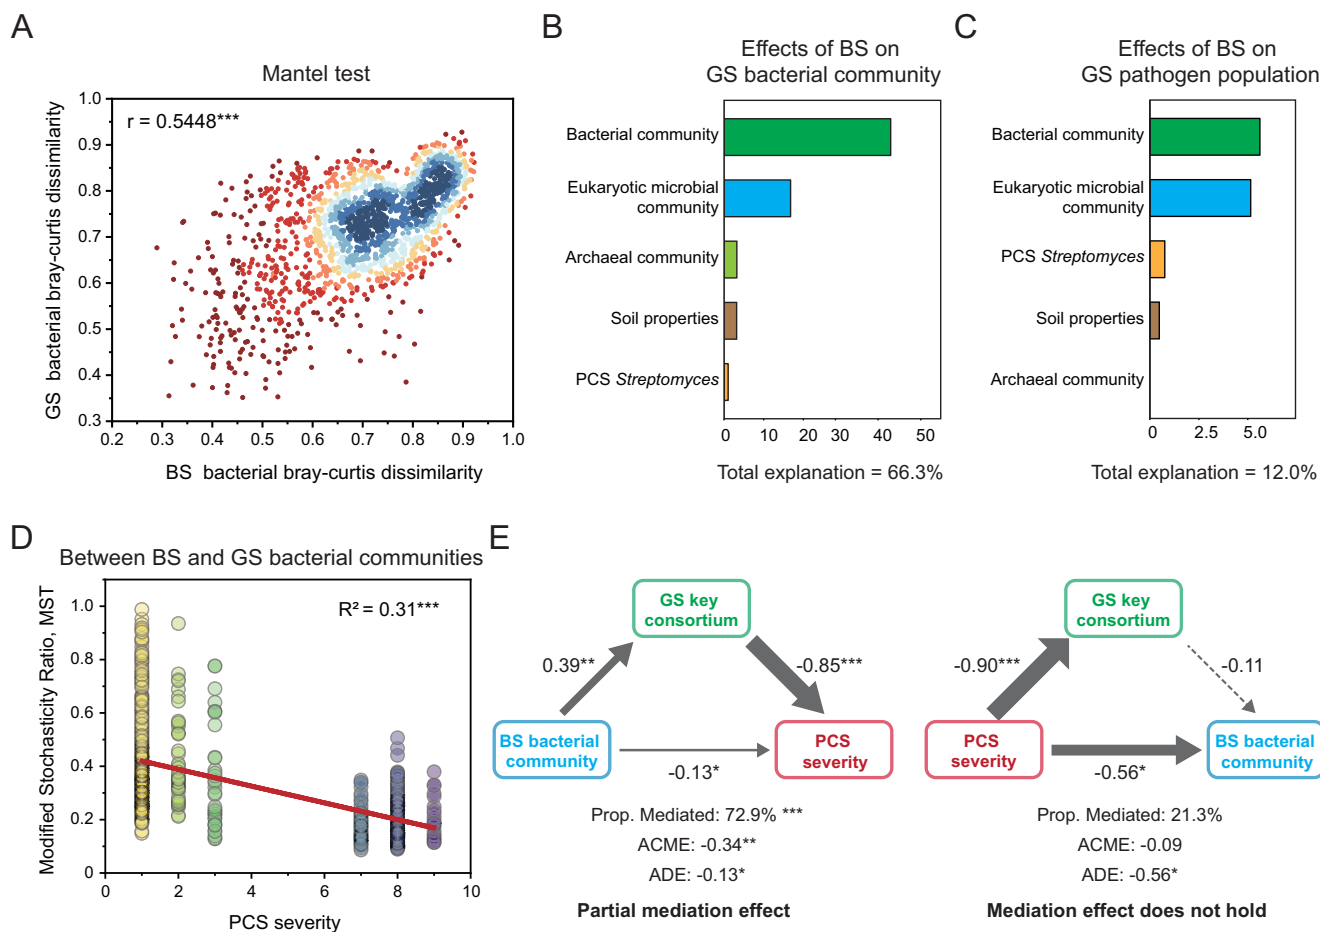 A
Mantel test
r = 0.5448***
GS bacterial bray-curtis dissimilarity
1.0
0.9
0.8
0.7
0.6
0.5
0.4
0.3
0.2 0.3 0.4 0.5 0.6 0.7 0.8 0.9 1.0
BS bacterial bray-curtis dissimilarity
B
Effects of BS on
GS bacterial community
Bacterial community
Eukaryotic microbial
community
Archaeal community
Soil properties
PCS Streptomyces
0 10 20 30 40 50
Total explanation = 66.3%
C
Effects of BS on
GS pathogen population
Bacterial community
Eukaryotic microbial
community
PCS Streptomyces
Soil properties
Archaeal community
0 2.5 5.0
Total explanation = 12.0%
D
Between BS and GS bacterial communities
R² = 0.31***
Modified Stochasticity Ratio, MST
1.0
0.8
0.6
0.4
0.2
0
0 2 4 6 8 10
PCS severity
E
GS key
consortium
0.39**
-0.85***
BS bacterial
community
PCS
severity
-0.13*
Prop. Mediated: 72.9% ***
ACME: -0.34**
ADE: -0.13*
Partial mediation effect
GS key
consortium
-0.90***
-0.11
PCS
severity
BS bacterial
community
-0.56*
Prop. Mediated: 21.3%
ACME: -0.09
ADE: -0.56*
Mediation effect does not hold